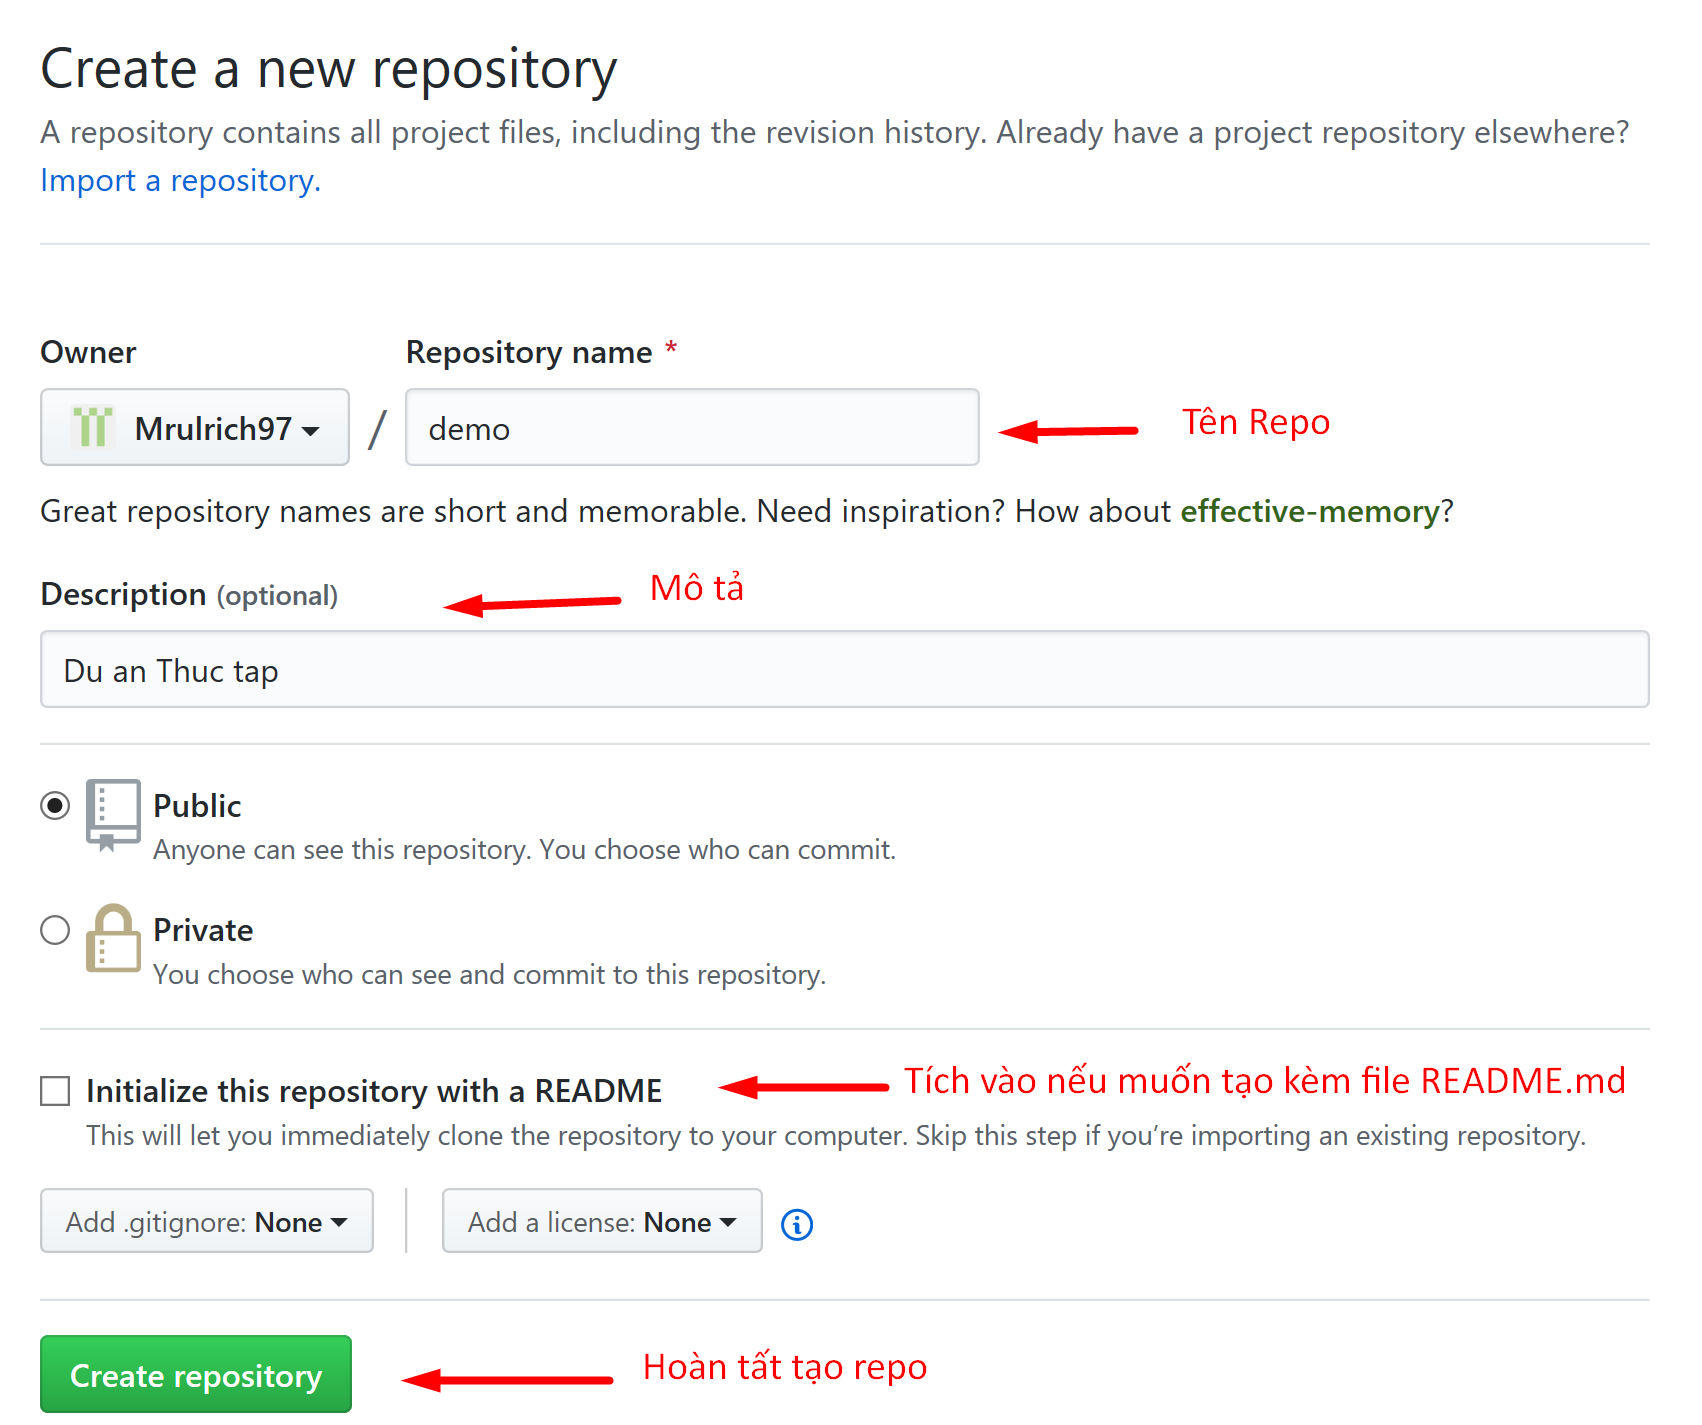 Create a new repository
A repository contains all project files, including the revision history. Already have a project repository elsewhere?
Import a repository.
Owner
Repository name *
Mrulrich97
/
demo
Tên Repo
Great repository names are short and memorable. Need inspiration? How about effective-memory?
Description (optional)
Mô tả
Du an Thuc tap
Public
Anyone can see this repository. You choose who can commit.
Private
You choose who can see and commit to this repository.
Initialize this repository with a README
Tích vào nếu muốn tạo kèm file README.md
This will let you immediately clone the repository to your computer. Skip this step if you’re importing an existing repository.
Add .gitignore: None
Add a license: None
Create repository
Hoàn tất tạo repo